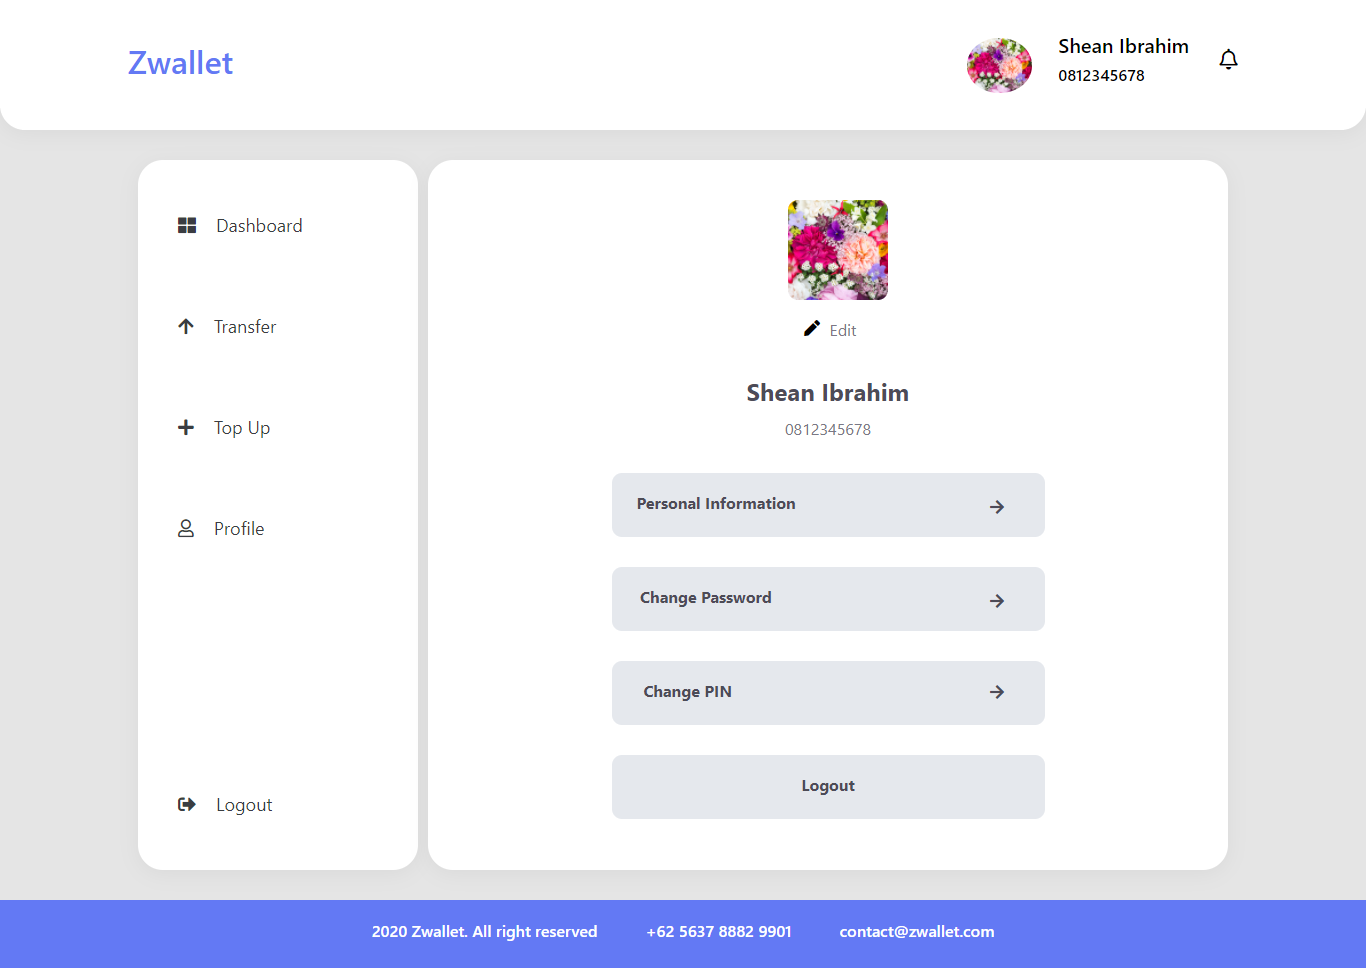 Zwallet
Shean Ibrahim
0812345678
Dashboard
Transfer
Top Up
Profile
Logout
Edit
Shean Ibrahim
0812345678
Personal Information
Change Password
Change PIN
Logout
2020 Zwallet. All right reserved
+62 5637 8882 9901
contact@zwallet.com